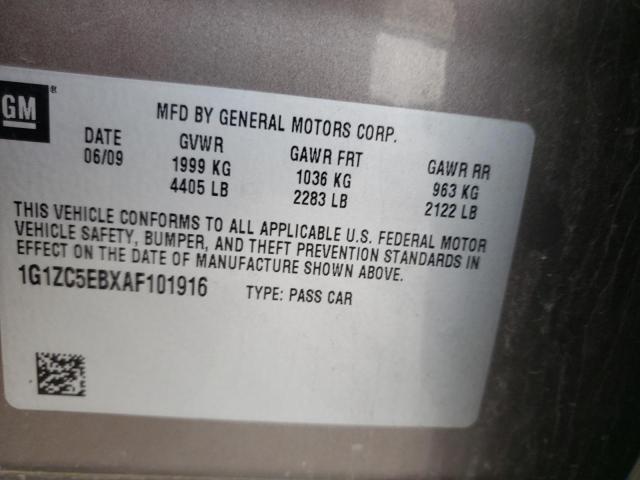 GM®
MFD BY GENERAL MOTORS CORP.
DATE GVWR GAWR FRT GAWR RR
06/09 1999 KG 1036 KG 963 KG
4405 LB 2283 LB 2122 LB
THIS VEHICLE CONFORMS TO ALL APPLICABLE U.S. FEDERAL MOTOR
VEHICLE SAFETY, BUMPER, AND THEFT PREVENTION STANDARDS IN
EFFECT ON THE DATE OF MANUFACTURE SHOWN ABOVE.
1G1ZC5EBXAF101916 TYPE: PASS CAR